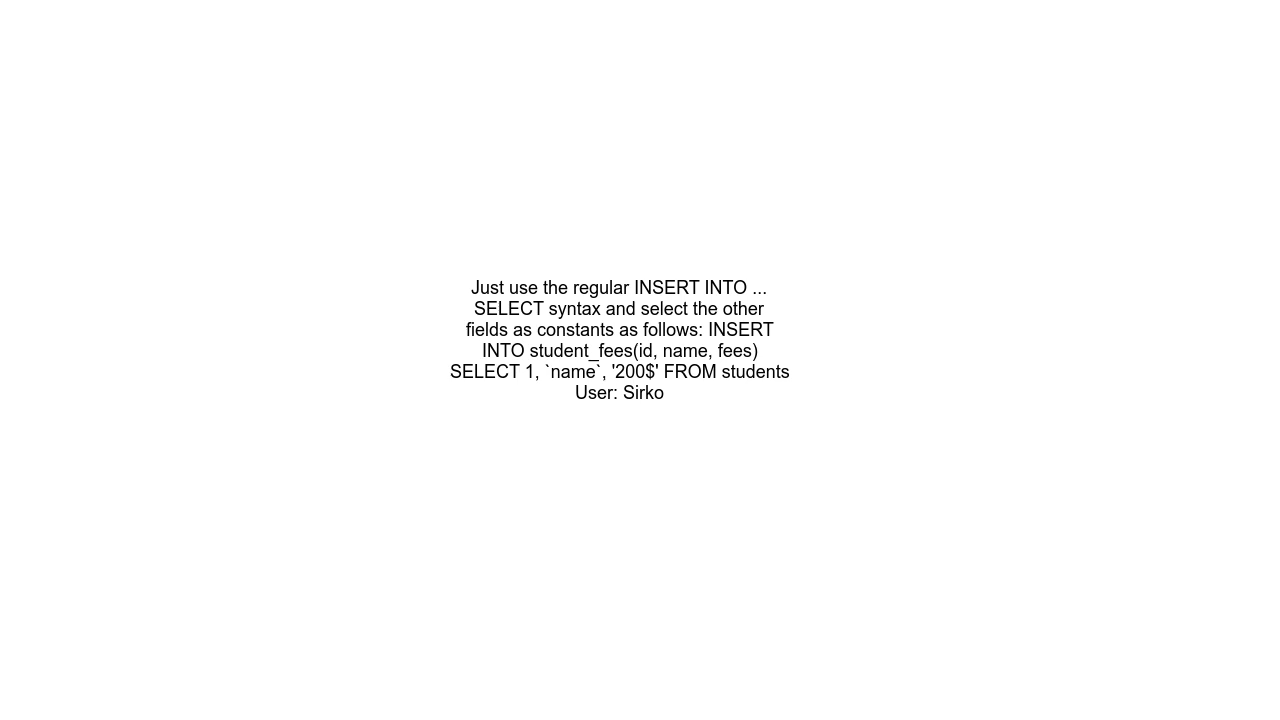 Just use the regular INSERT INTO ...
SELECT syntax and select the other
fields as constants as follows: INSERT
INTO student_fees(id, name, fees)
SELECT 1, `name`, '200$' FROM students
User: Sirko